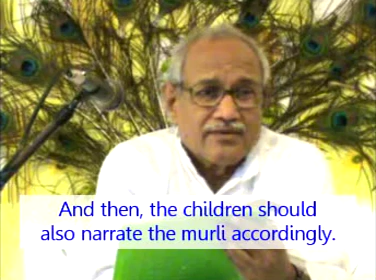 And then, the children should
also narrate the murli accordingly.